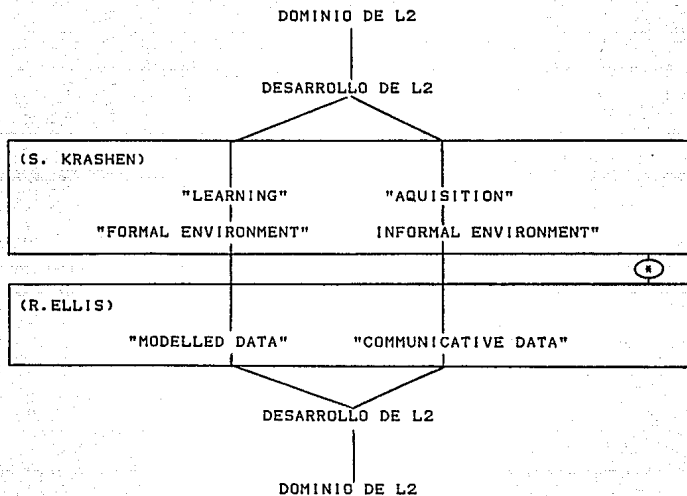 DOMINIO DE L2
DESARROLLO DE L2
(S. KRASHEN)
"LEARNING" "AQUISITION"
"FORMAL ENVIRONMENT" INFORMAL ENVIRONMENT"
*
(R.ELLIS)
"MODELLED DATA" "COMMUNICATIVE DATA"
DESARROLLO DE L2
DOMINIO DE L2